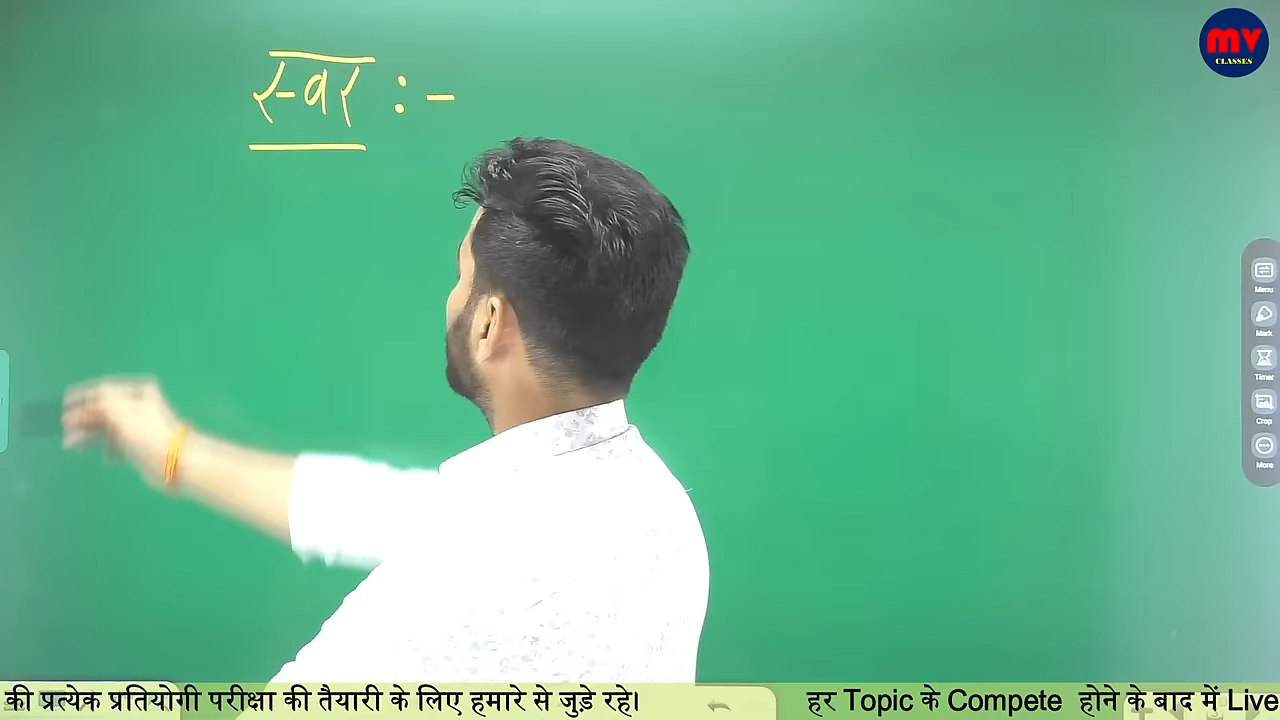 स्वर :-
MV
CLASSES
Menu
Mark
Timer
Crop
More
की प्रत्येक प्रतियोगी परीक्षा की तैयारी के लिए हमारे से जुड़े रहे। हर Topic के Compete होने के बाद में Live